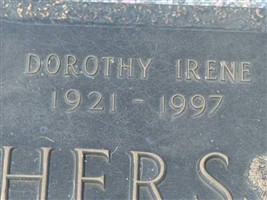 DOROTHY IRENE
1921 - 1997
HERS